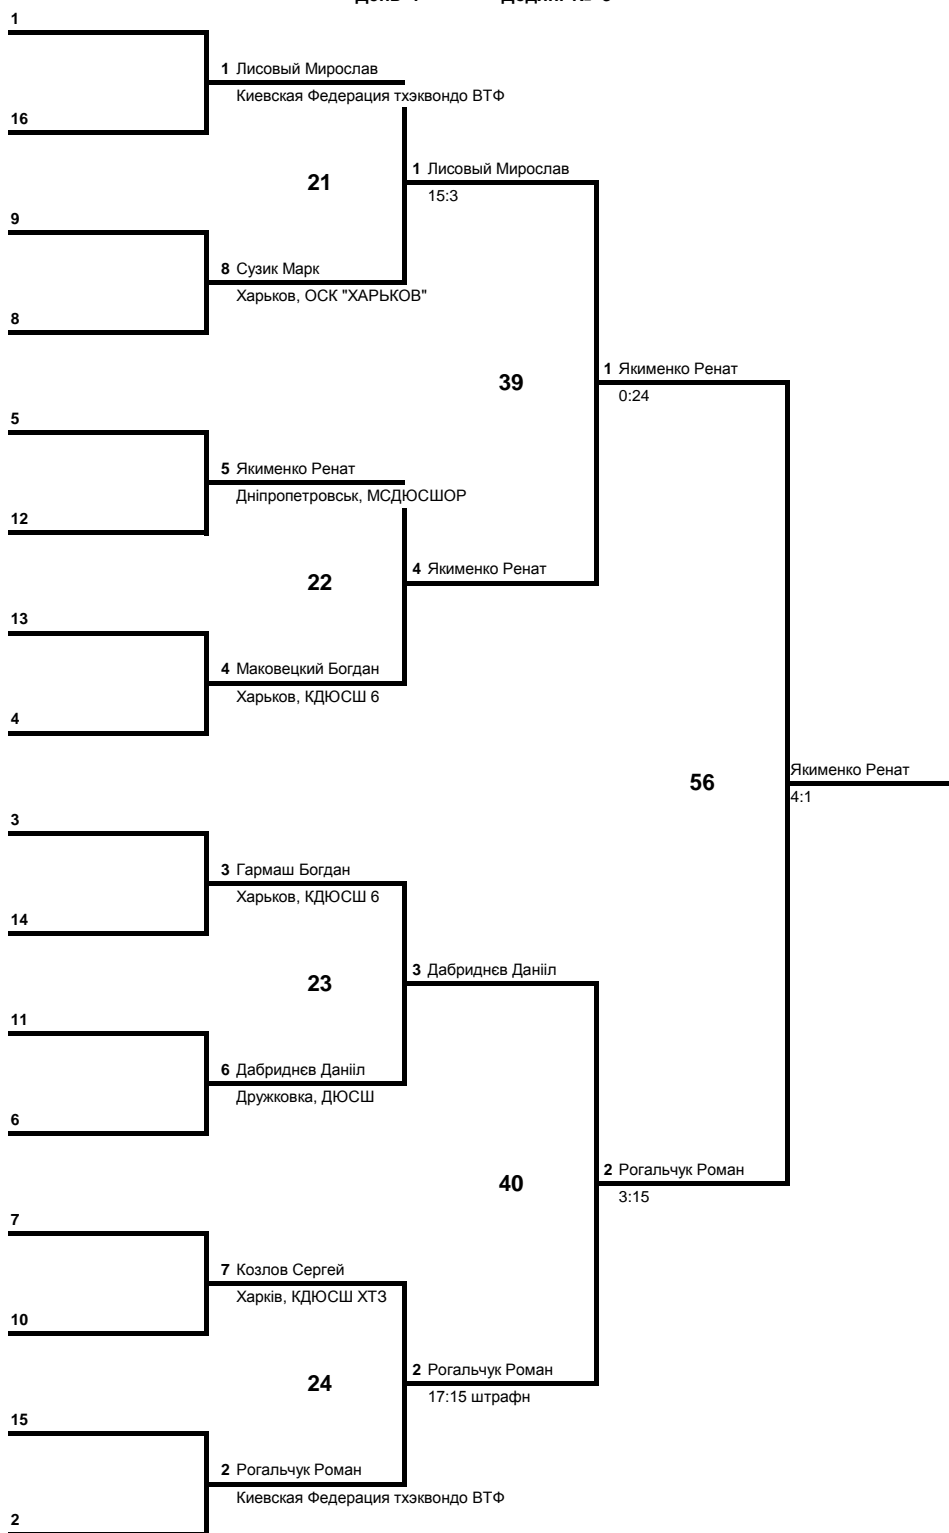 1
1 Лисовый Мирослав
Киевская Федерация тхэквондо ВТФ
16
21
1 Лисовый Мирослав
15:3
9
8 Сузик Марк
Харьков, ОСК "ХАРЬКОВ"
8
39
1 Якименко Ренат
0:24
5
5 Якименко Ренат
Дніпропетровськ, МСДЮСШОР
12
22
4 Якименко Ренат
13
4 Маковецкий Богдан
Харьков, КДЮСШ 6
4
56
Якименко Ренат
4:1
3
3 Гармаш Богдан
Харьков, КДЮСШ 6
14
23
3 Дабриднєв Данііл
11
6 Дабриднєв Данііл
Дружковка, ДЮСШ
6
40
2 Рогальчук Роман
3:15
7
7 Козлов Сергей
Харків, КДЮСШ ХТЗ
10
24
2 Рогальчук Роман
17:15 штрафн
15
2 Рогальчук Роман
Киевская Федерация тхэквондо ВТФ
2